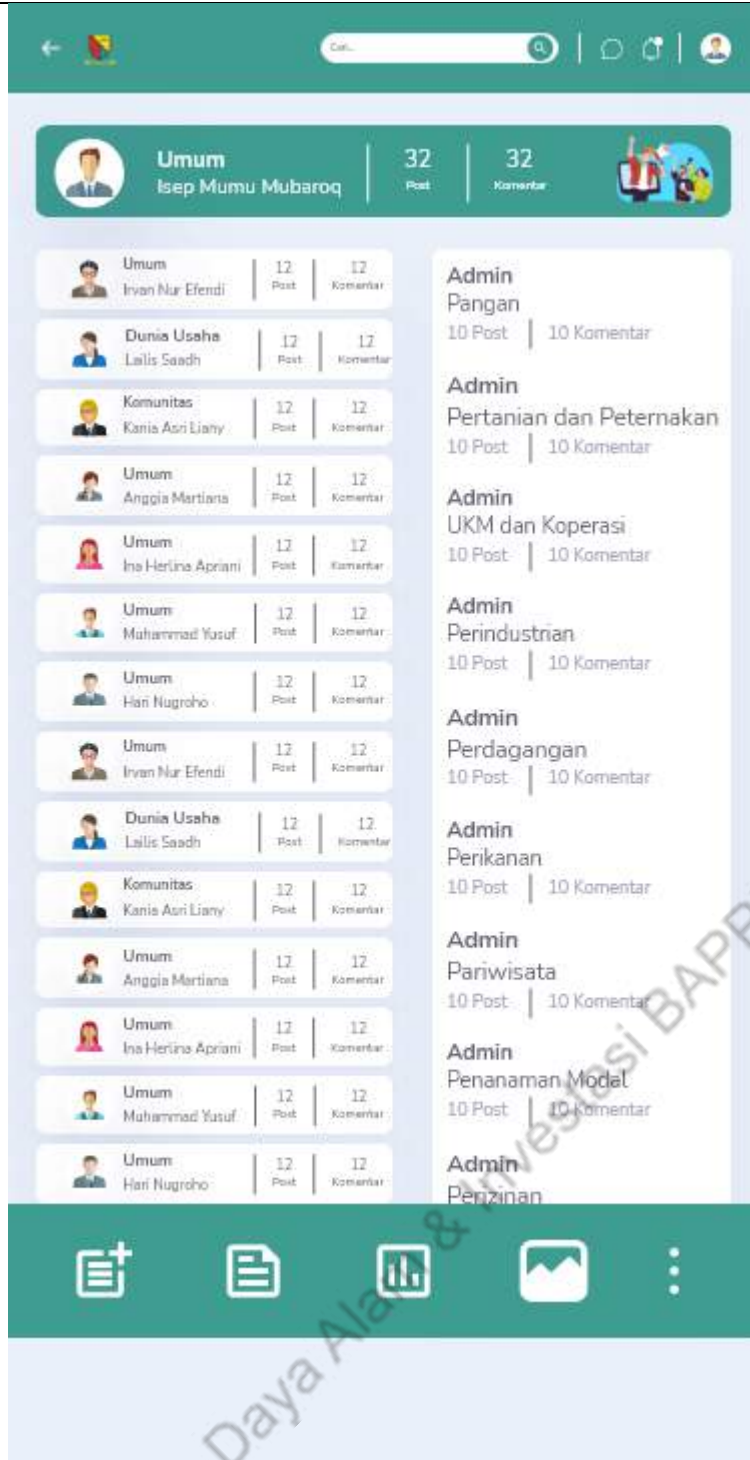 Cari...
Umum
Isep Mumu Mubaroq
32
Post
32
Komentar
Umum
Irvan Nur Efendi
12
Post
12
Komentar
Dunia Usaha
Lailis Saadh
12
Post
12
Komentar
Komunitas
Kania Asri Liany
12
Post
12
Komentar
Umum
Anggia Martiana
12
Post
12
Komentar
Umum
Ina Herlina Apriani
12
Post
12
Komentar
Umum
Muhammad Yusuf
12
Post
12
Komentar
Umum
Hari Nugroho
12
Post
12
Komentar
Umum
Irvan Nur Efendi
12
Post
12
Komentar
Dunia Usaha
Lailis Saadh
12
Post
12
Komentar
Komunitas
Kania Asri Liany
12
Post
12
Komentar
Umum
Anggia Martiana
12
Post
12
Komentar
Umum
Ina Herlina Apriani
12
Post
12
Komentar
Umum
Muhammad Yusuf
12
Post
12
Komentar
Umum
Hari Nugroho
12
Post
12
Komentar
Admin
Pangan
10 Post
10 Komentar
Admin
Pertanian dan Peternakan
10 Post
10 Komentar
Admin
UKM dan Koperasi
10 Post
10 Komentar
Admin
Perindustrian
10 Post
10 Komentar
Admin
Perdagangan
10 Post
10 Komentar
Admin
Perikanan
10 Post
10 Komentar
Admin
Pariwisata
10 Post
10 Komentar
Admin
Penanaman Modal
10 Post
10 Komentar
Admin
Perizinan
Daya Alam & Investasi BAPP